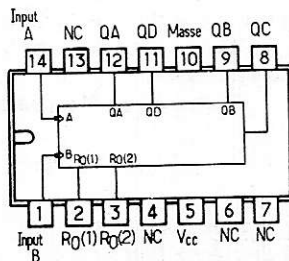 Input
A NC QA QD Masse QB QC
14 13 12 11 10 9 8
A QA QD QB
B R0(1) R0(2)
1 2 3 4 5 6 7
Input R0(1) R0(2) NC Vcc NC NC
B